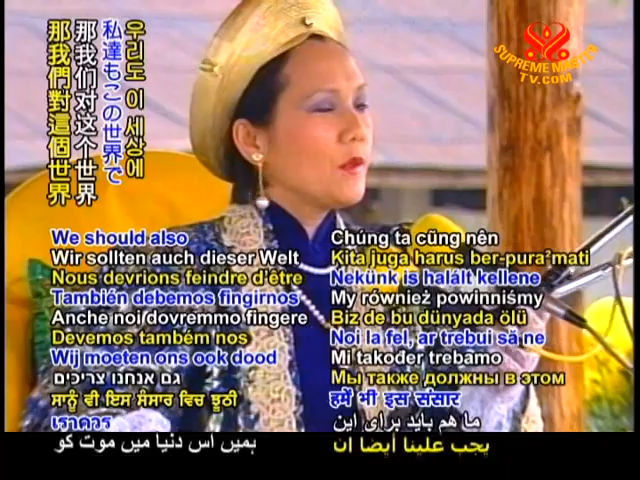 우리도 이 세상에
私達もこの世界で
那我们对这个世界
那我們對這個世界
SUPREME MASTER
TV.COM
We should also
Wir sollten auch dieser Welt
Nous devrions feindre d'être
También debemos fingirnos
Anche noi dovremmo fingere
Devemos também nos
Wij moeten ons ook dood
גם אנחנו צריכים
ਸਾਨੂੰ ਵੀ ਇਸ ਸੰਸਾਰ ਵਿਚ ਝੂਠੀ
เราควร
ہمیں اس دنیا میں موت کو
Chúng ta cũng nên
Kita juga harus ber-pura²mati
Nekünk is halált kellene
My również powinniśmy
Biz de bu dünyada ölü
Noi la fel, ar trebui să ne
Mi također trebamo
Мы также должны в этом
हमें भी इस संसार
ما هم باید برای این
يجب علينا أيضا أن